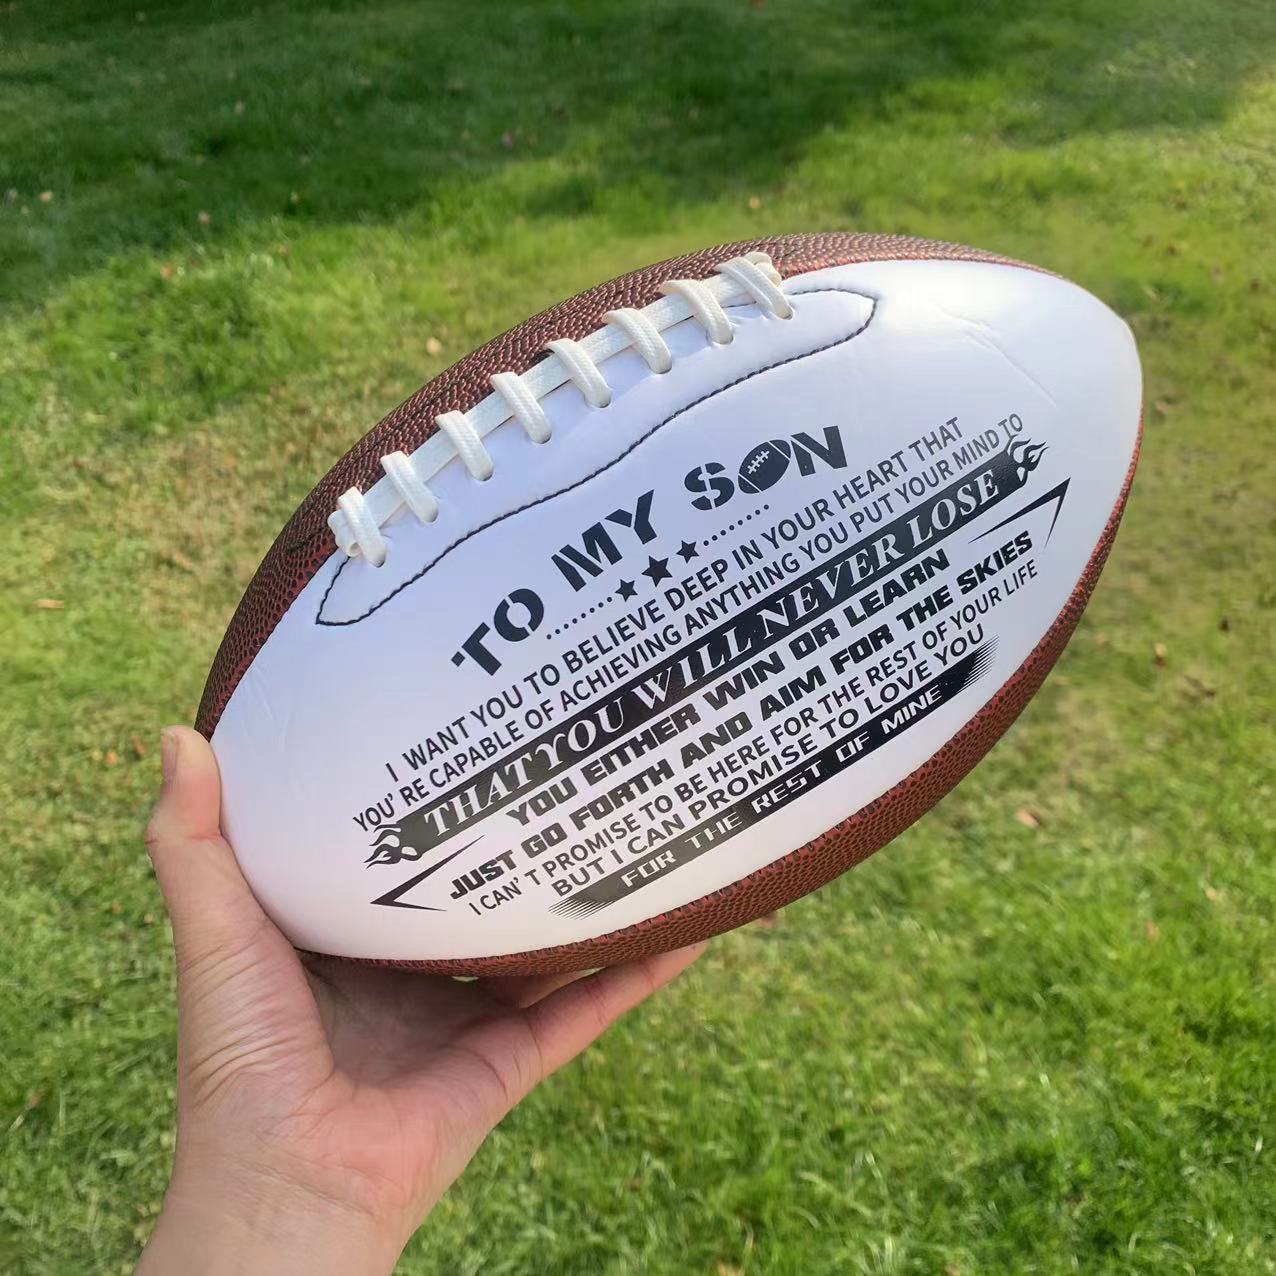 TO MY SON
I WANT YOU TO BELIEVE DEEP IN YOUR HEART THAT
YOU'RE CAPABLE OF ACHIEVING ANYTHING YOU PUT YOUR MIND TO
THAT YOU WILL NEVER LOSE
YOU EITHER WIN OR LEARN
JUST GO FORTH AND AIM FOR THE SKIES
I CAN'T PROMISE TO BE HERE FOR THE REST OF YOUR LIFE
BUT I CAN PROMISE TO LOVE YOU
FOR THE REST OF MINE